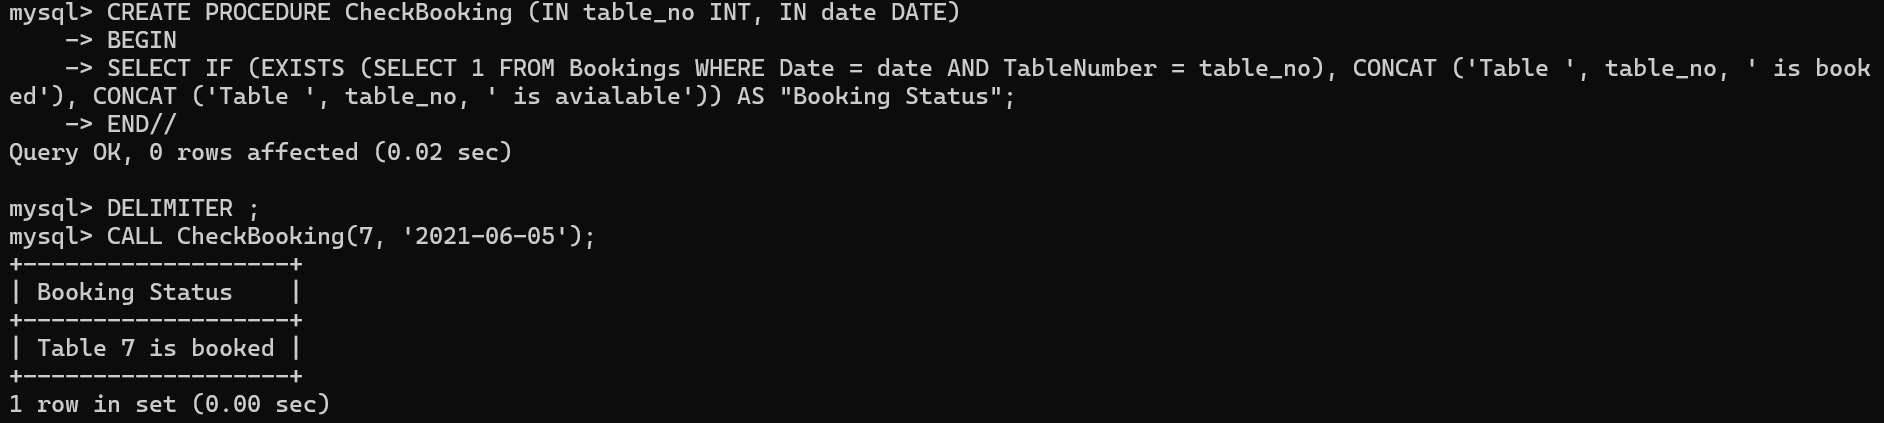 mysql> CREATE PROCEDURE CheckBooking (IN table_no INT, IN date DATE)
    -> BEGIN
    -> SELECT IF (EXISTS (SELECT 1 FROM Bookings WHERE Date = date AND TableNumber = table_no), CONCAT ('Table ', table_no, ' is book
ed'), CONCAT ('Table ', table_no, ' is avialable')) AS "Booking Status";
    -> END//
Query OK, 0 rows affected (0.02 sec)

mysql> DELIMITER ;
mysql> CALL CheckBooking(7, '2021-06-05');
+-------------------+
| Booking Status    |
+-------------------+
| Table 7 is booked |
+-------------------+
1 row in set (0.00 sec)